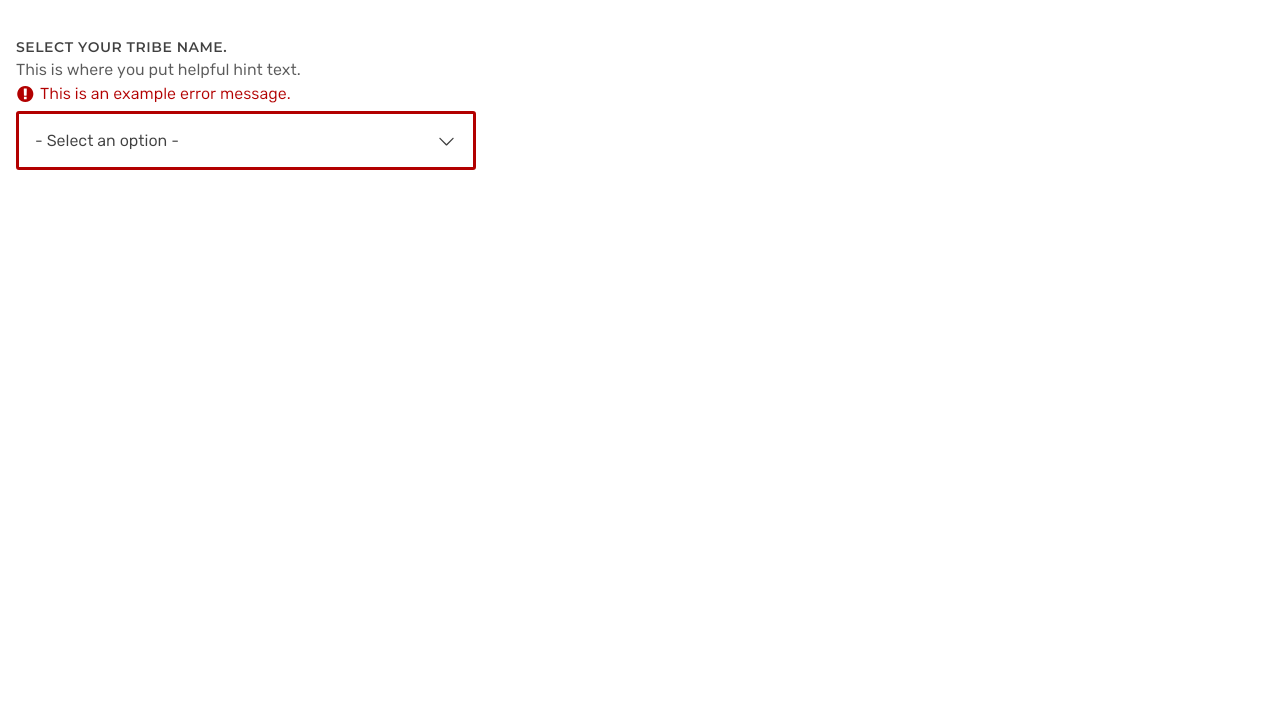 SELECT YOUR TRIBE NAME.
This is where you put helpful hint text.
This is an example error message.
- Select an option -